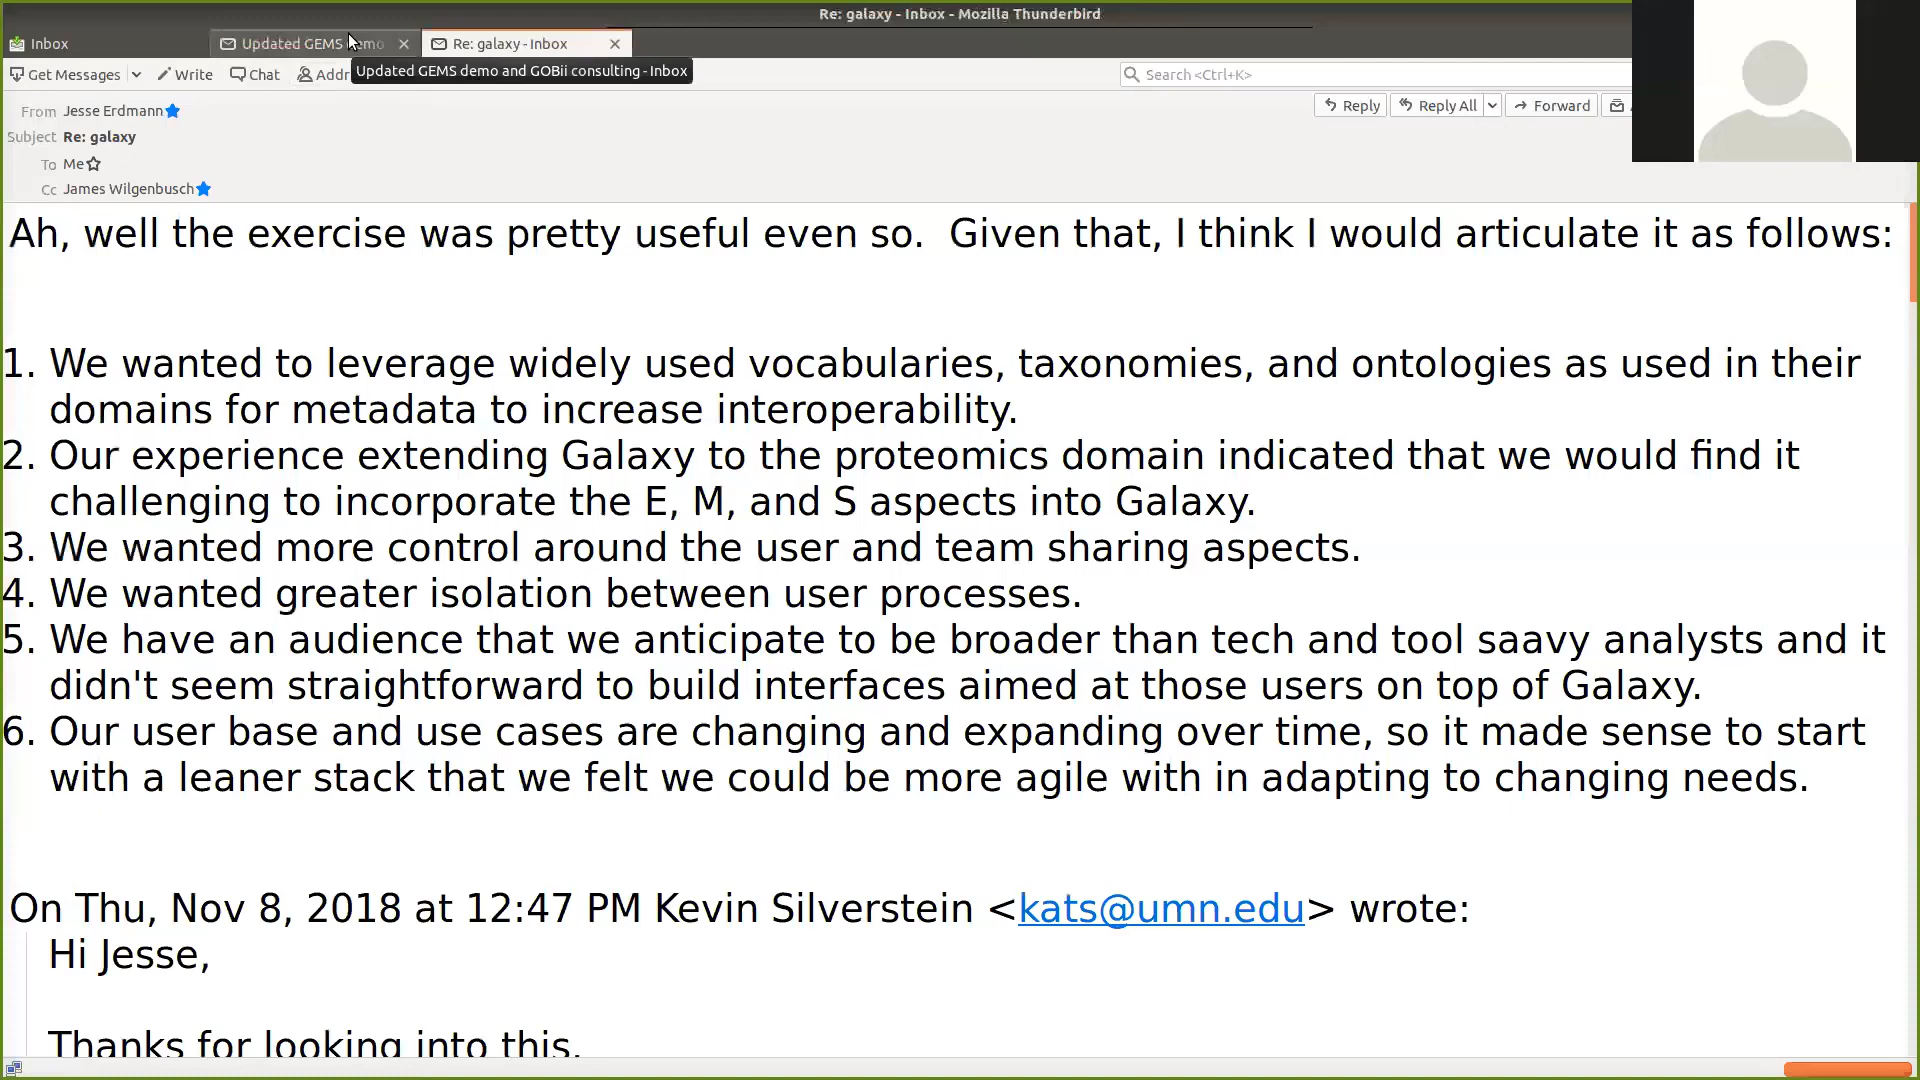 Re: galaxy - Inbox - Mozilla Thunderbird
Inbox
Updated GEMS demo
Re: galaxy - Inbox
Get Messages
Write
Chat
Addr
Updated GEMS demo and GOBii consulting - Inbox
Search <Ctrl+K>
From Jesse Erdmann
Reply
Reply All
Forward
Subject Re: galaxy
To Me
Cc James Wilgenbusch
Ah, well the exercise was pretty useful even so.  Given that, I think I would articulate it as follows:
1. We wanted to leverage widely used vocabularies, taxonomies, and ontologies as used in their
domains for metadata to increase interoperability.
2. Our experience extending Galaxy to the proteomics domain indicated that we would find it
challenging to incorporate the E, M, and S aspects into Galaxy.
3. We wanted more control around the user and team sharing aspects.
4. We wanted greater isolation between user processes.
5. We have an audience that we anticipate to be broader than tech and tool saavy analysts and it
didn't seem straightforward to build interfaces aimed at those users on top of Galaxy.
6. Our user base and use cases are changing and expanding over time, so it made sense to start
with a leaner stack that we felt we could be more agile with in adapting to changing needs.
On Thu, Nov 8, 2018 at 12:47 PM Kevin Silverstein <kats@umn.edu> wrote:
Hi Jesse,
Thanks for looking into this.